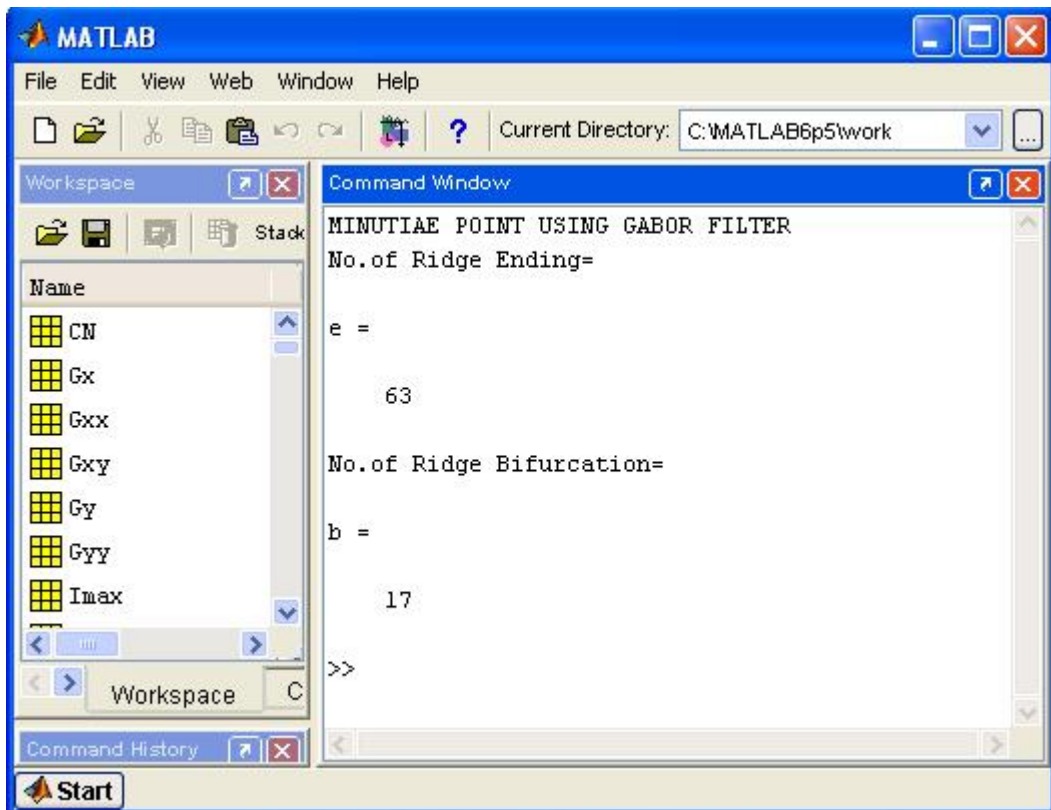 MATLAB
File Edit View Web Window Help
? Current Directory: C:\MATLAB6p5\work ...
Workspace
Stack
Name
CN
Gx
Gxx
Gxy
Gy
Gyy
Imax
Workspace C
Command History
Command Window
MINUTIAE POINT USING GABOR FILTER
No.of Ridge Ending=
e =
63
No.of Ridge Bifurcation=
b =
17
>>
Start